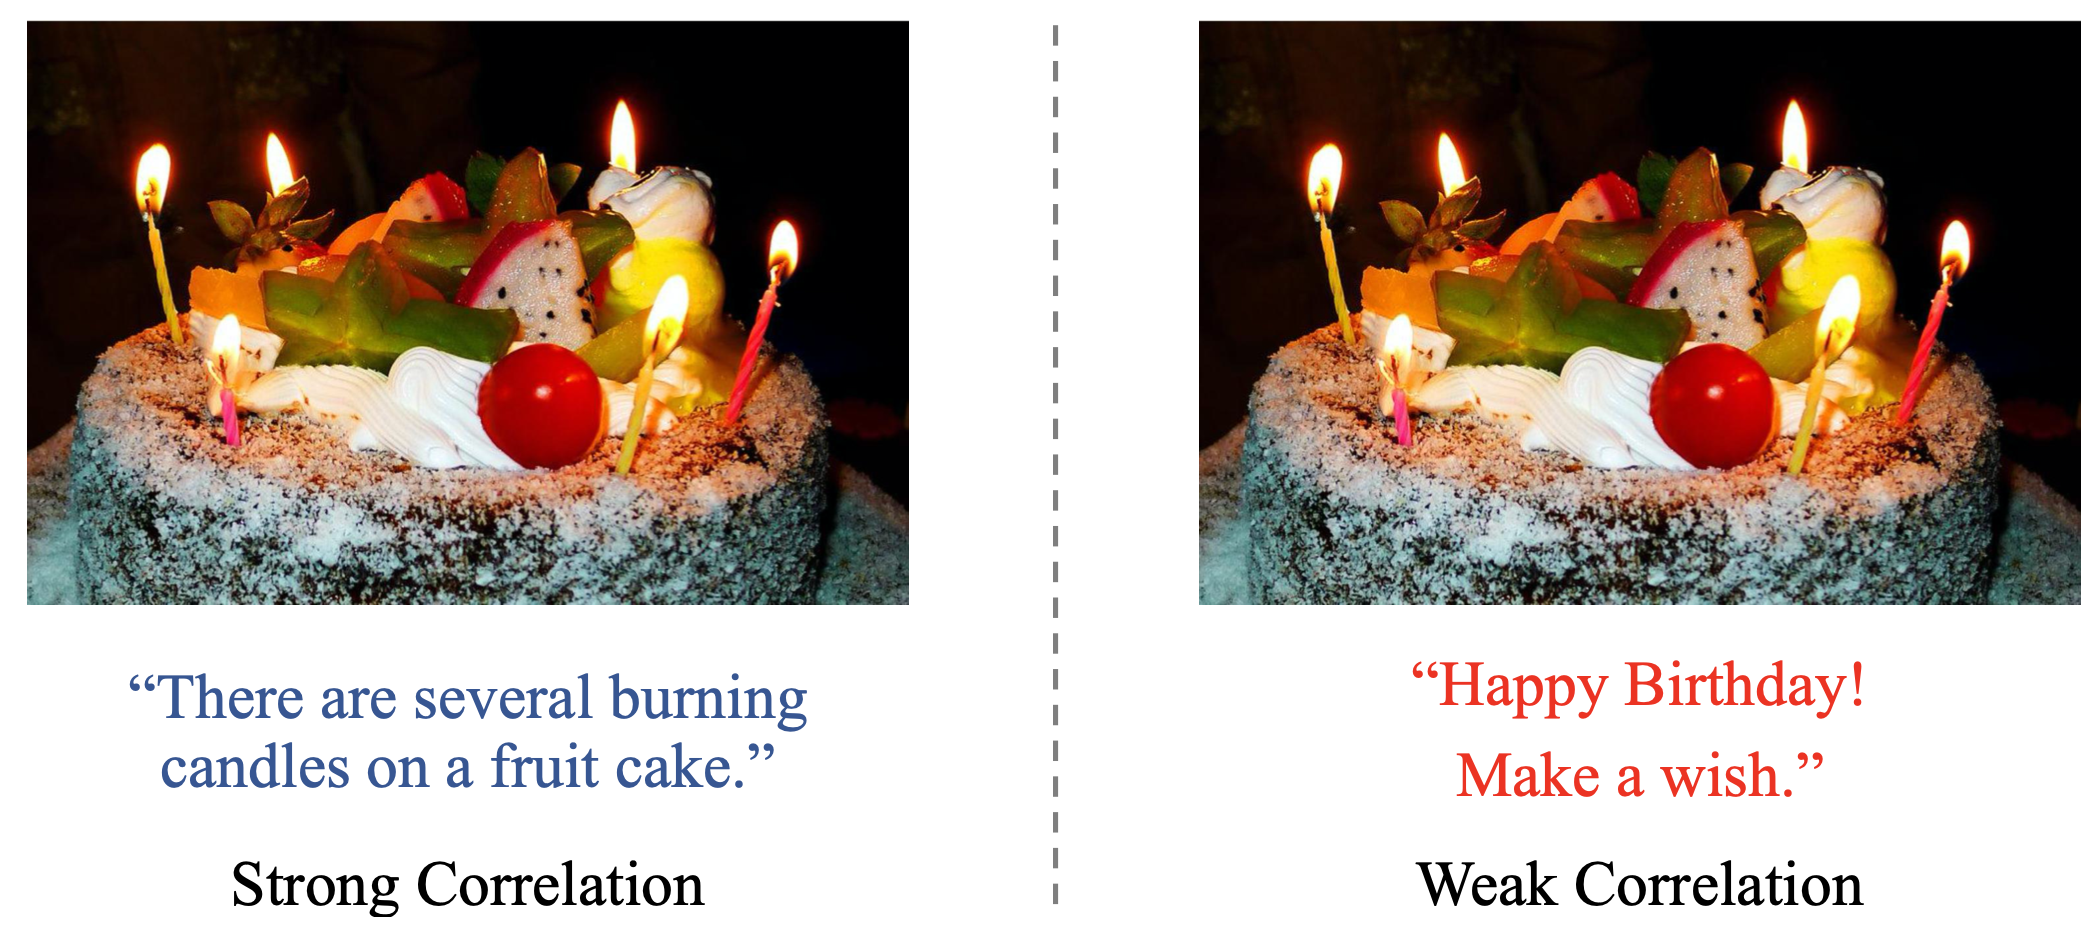 “There are several burning
candles on a fruit cake.”
Strong Correlation
“Happy Birthday!
Make a wish.”
Weak Correlation